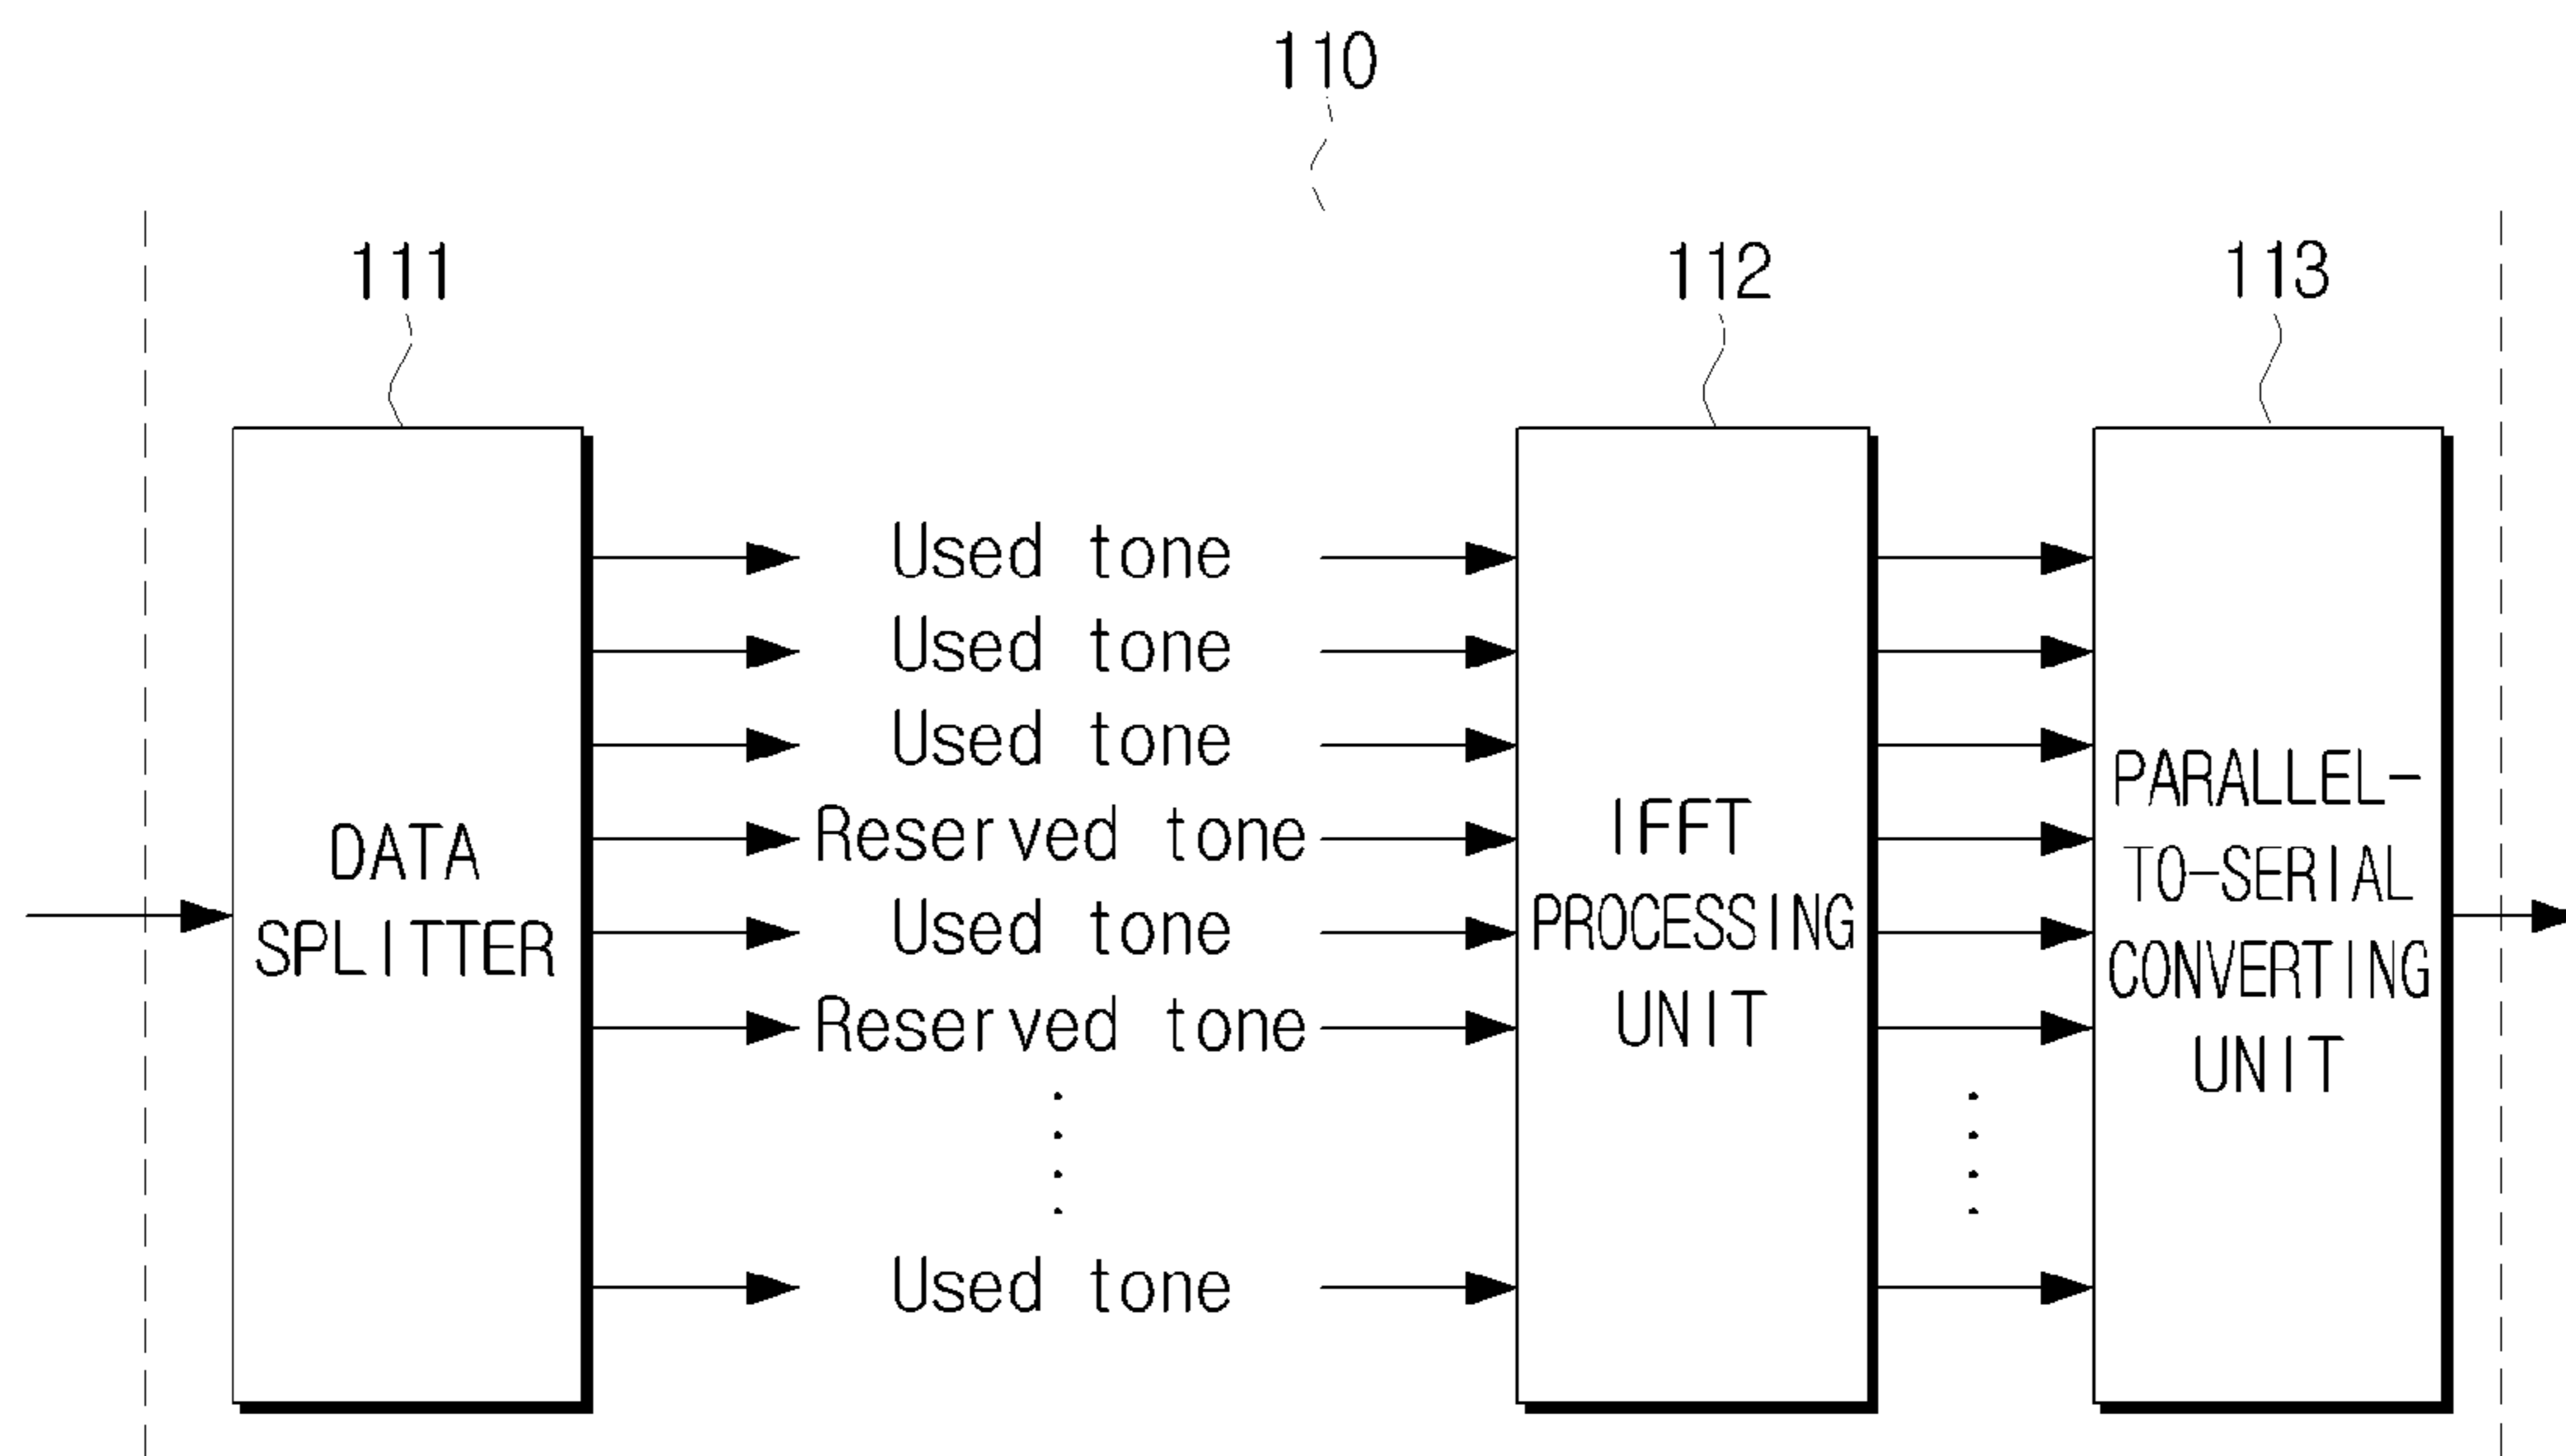 110
111
112
113
Used tone
Used tone
Used tone
Reserved tone
Used tone
Reserved tone
Used tone
DATA
SPLITTER
IFFT
PROCESSING
UNIT
PARALLEL-
TO-SERIAL
CONVERTING
UNIT